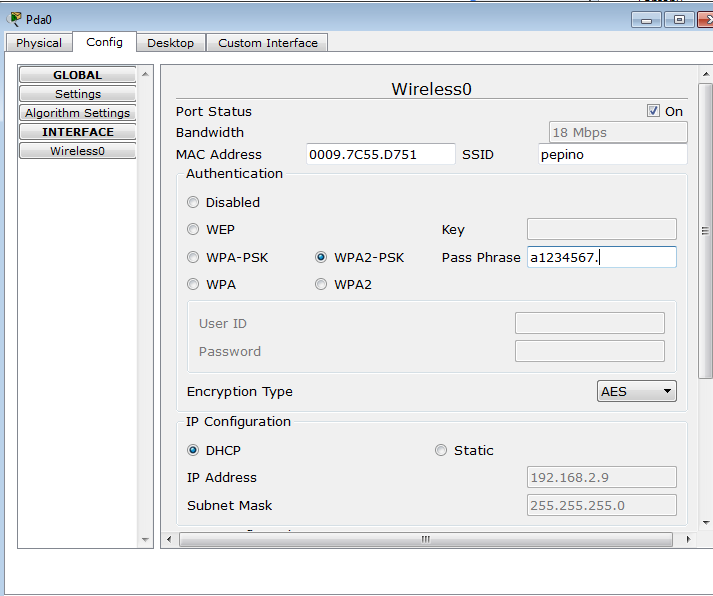 Pda0
Physical Config Desktop Custom Interface
GLOBAL
Settings
Algorithm Settings
INTERFACE
Wireless0
Wireless0
Port Status On
Bandwidth 18 Mbps
MAC Address 0009.7C55.D751 SSID pepino
Authentication
Disabled
WEP Key
WPA-PSK WPA2-PSK Pass Phrase a1234567.
WPA WPA2
User ID
Password
Encryption Type AES
IP Configuration
DHCP Static
IP Address 192.168.2.9
Subnet Mask 255.255.255.0